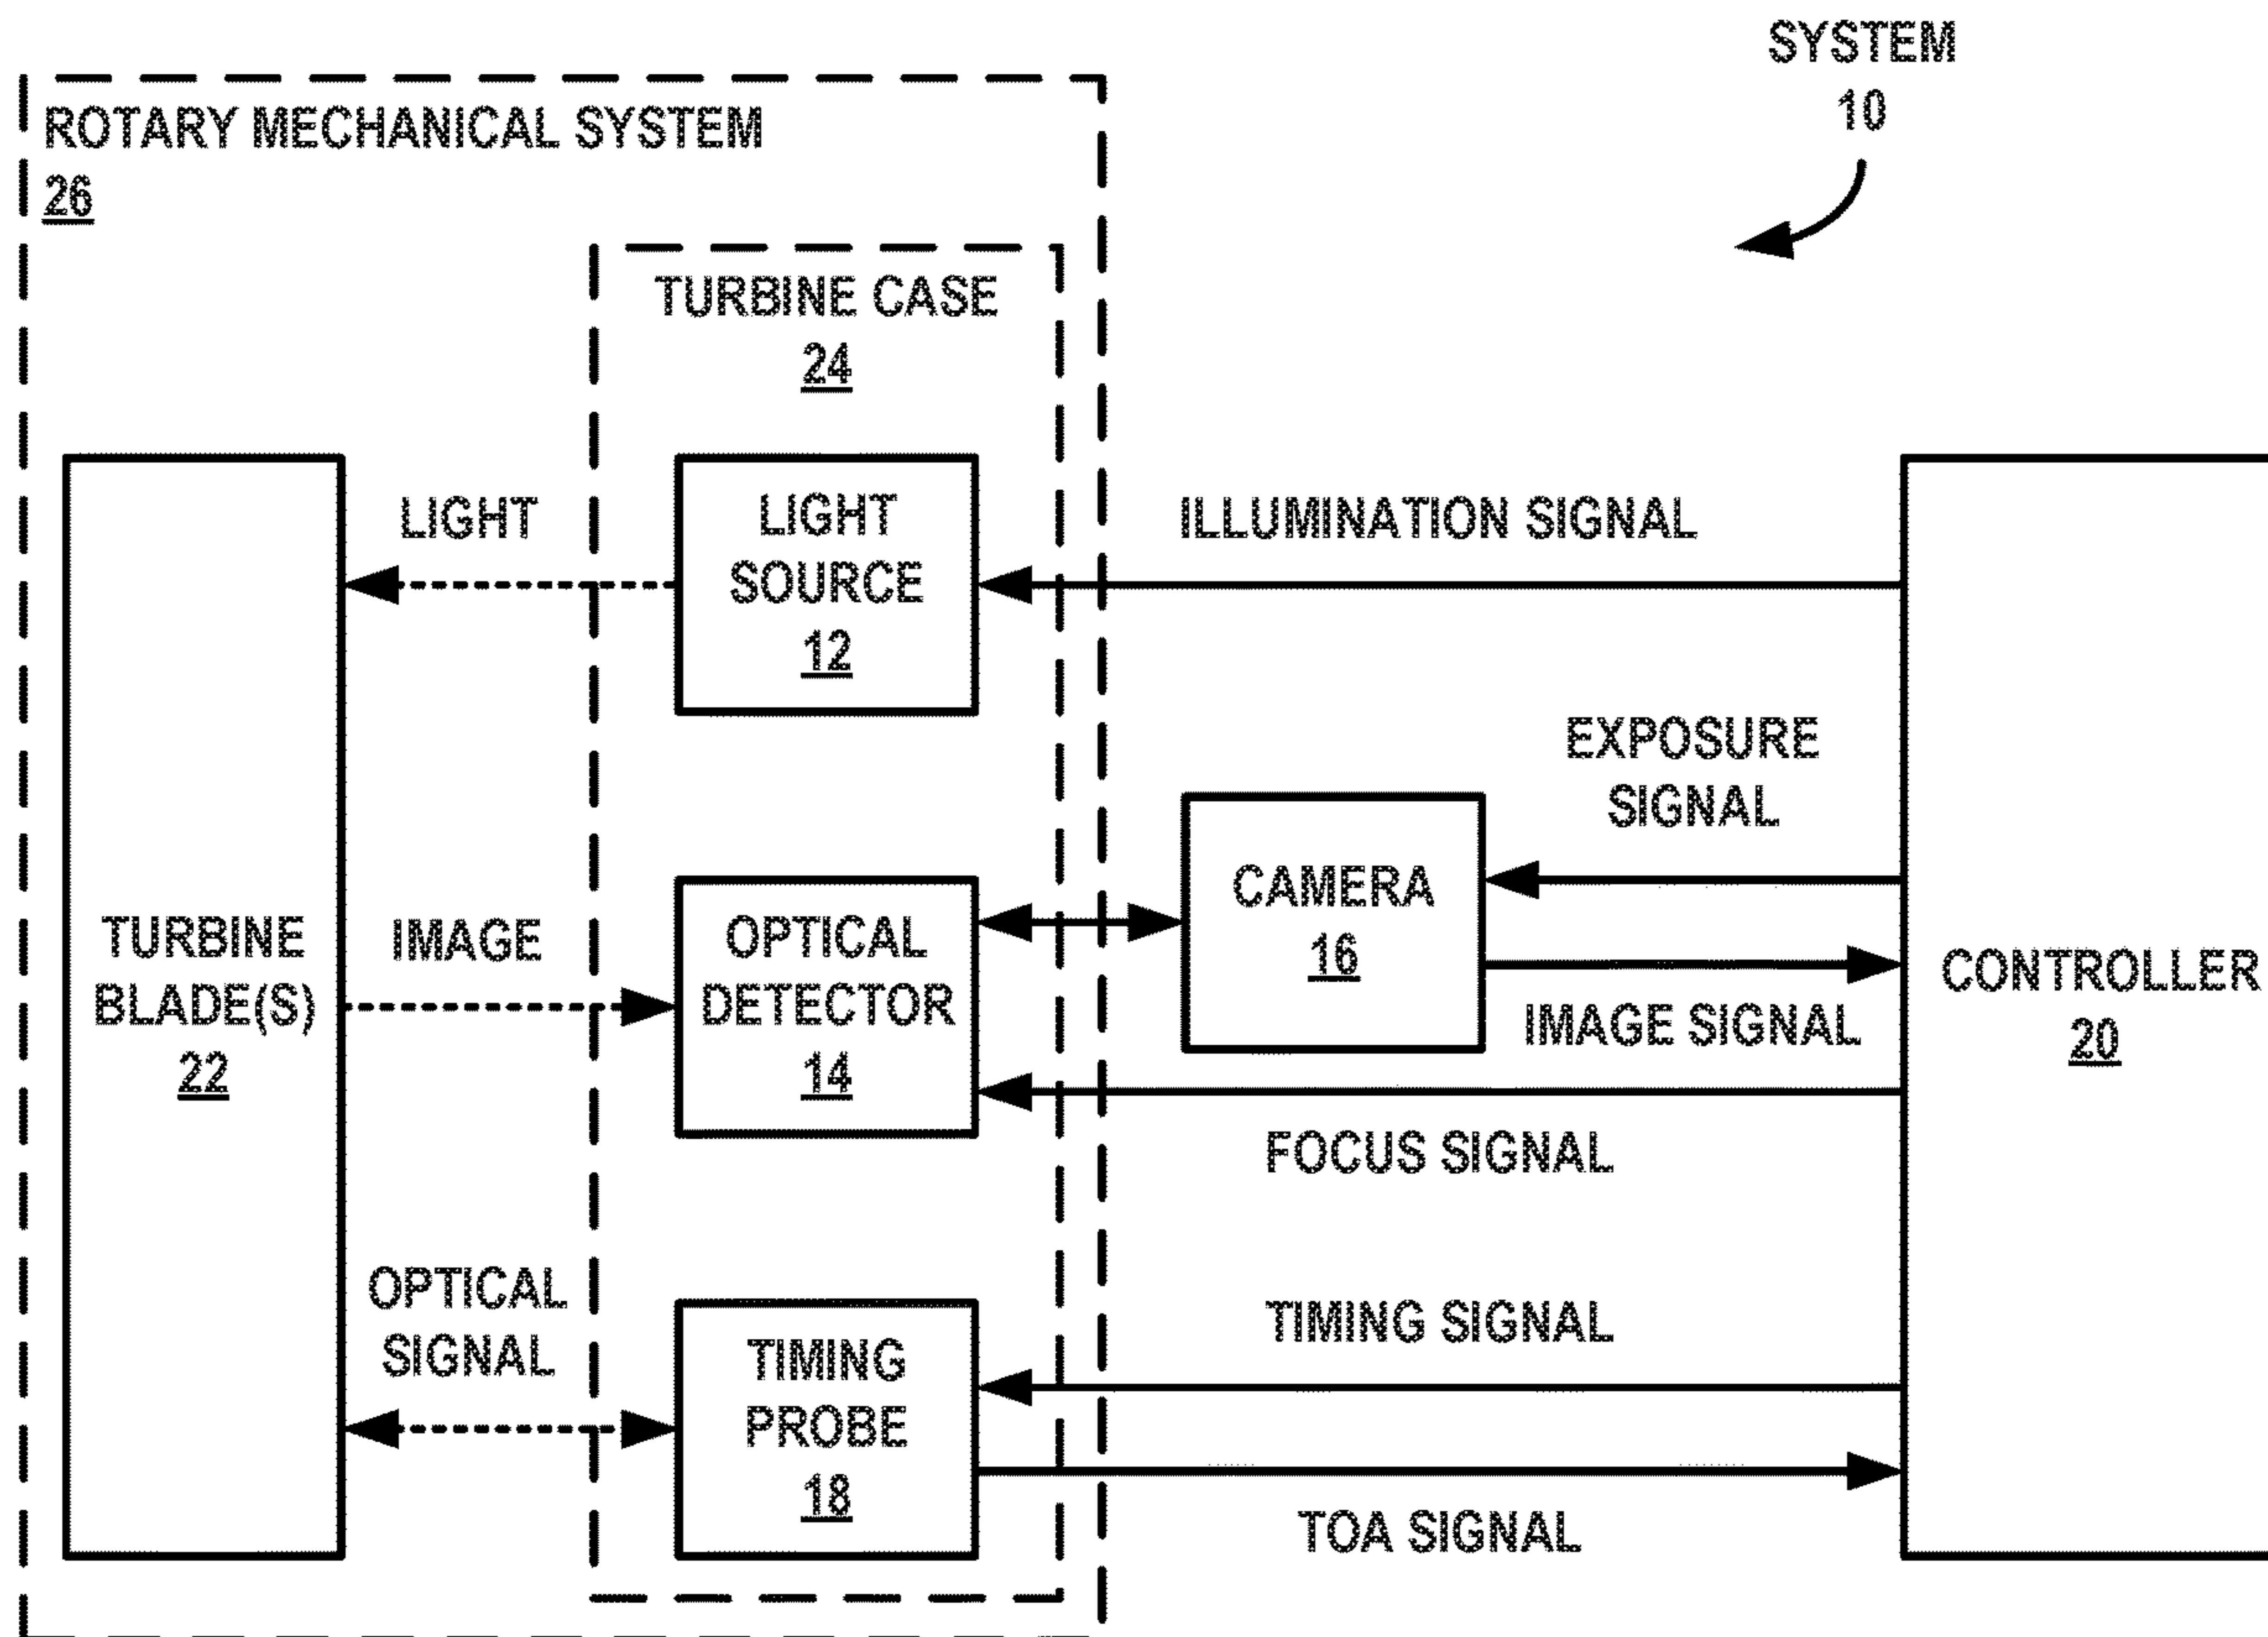 SYSTEM
10
ROTARY MECHANICAL SYSTEM
26
TURBINE CASE
24
LIGHT
LIGHT
SOURCE
12
ILLUMINATION SIGNAL
EXPOSURE
SIGNAL
CAMERA
16
IMAGE SIGNAL
TURBINE
BLADE(S)
22
IMAGE
OPTICAL
DETECTOR
14
CONTROLLER
20
FOCUS SIGNAL
OPTICAL
SIGNAL
TIMING
PROBE
18
TIMING SIGNAL
TOA SIGNAL